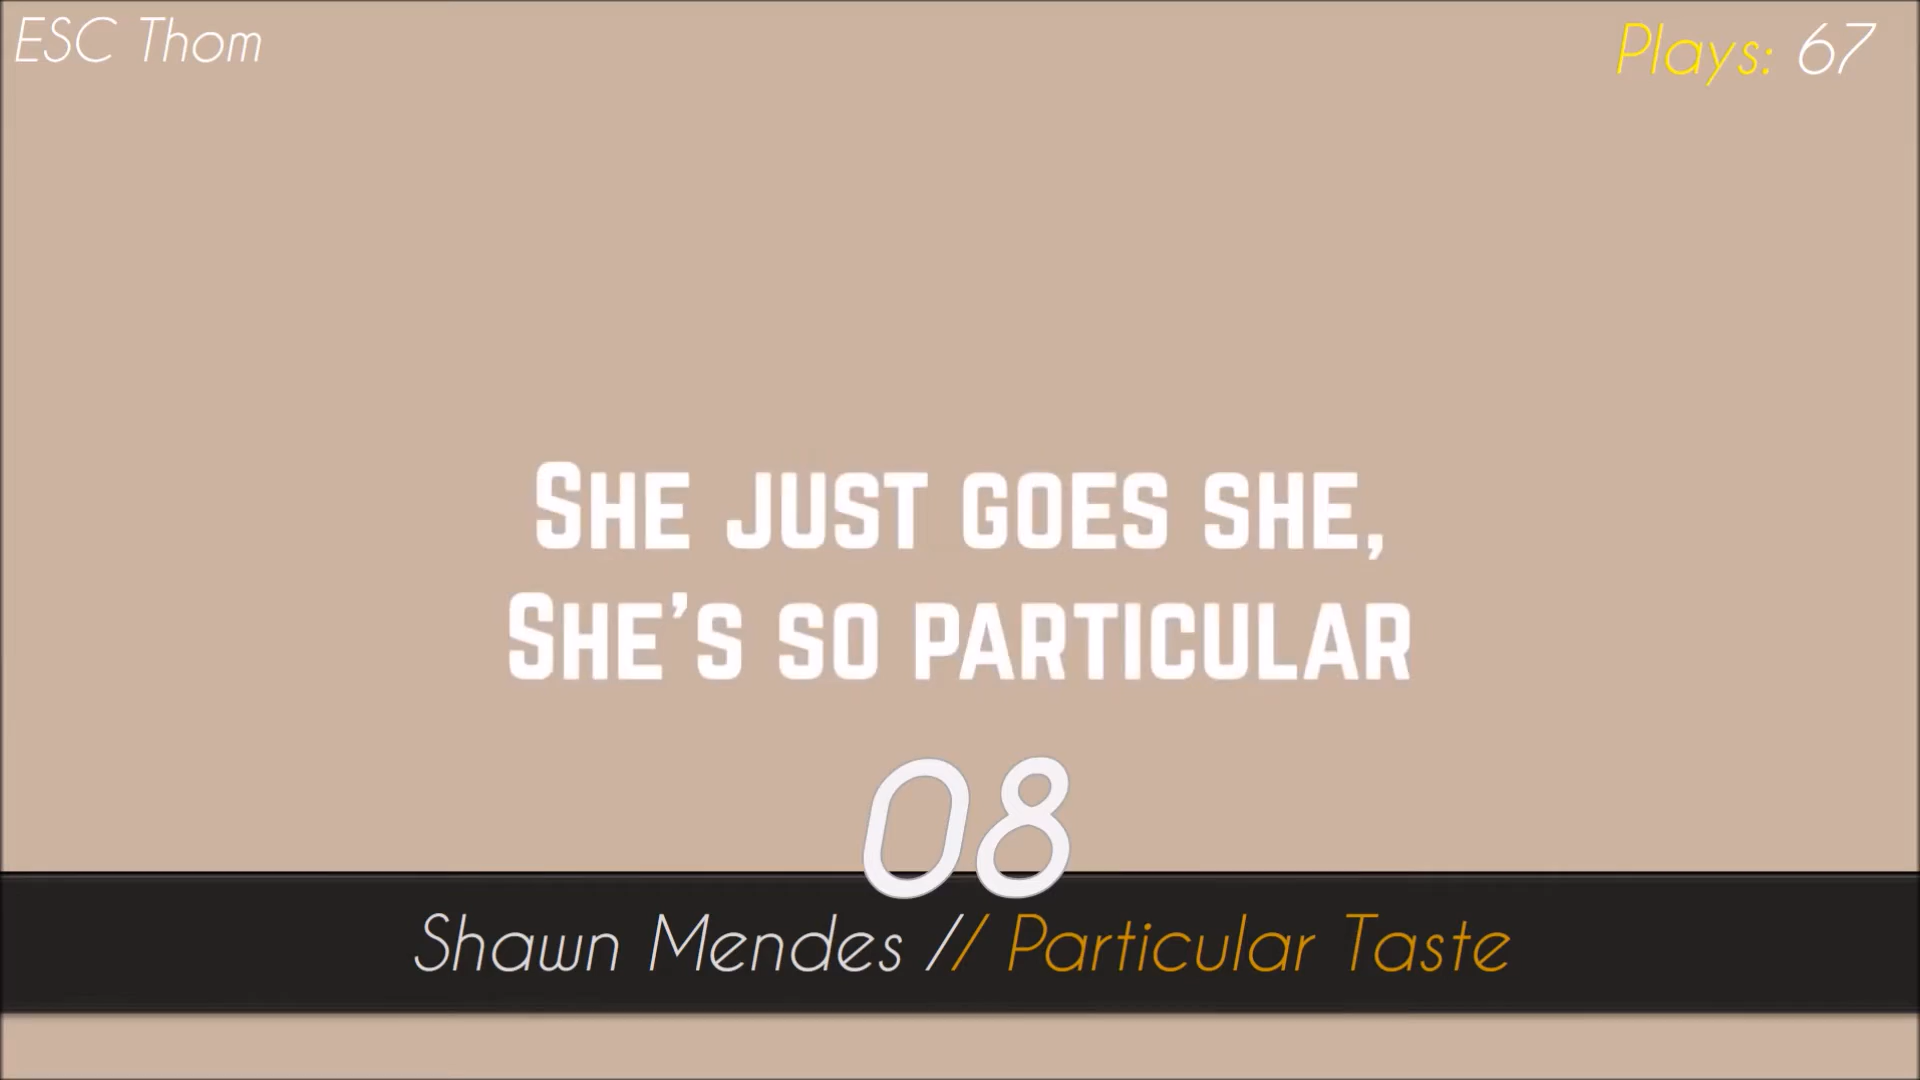 ESC Thom
Plays: 67
She just goes she,
She's so particular
08
Shawn Mendes // Particular Taste